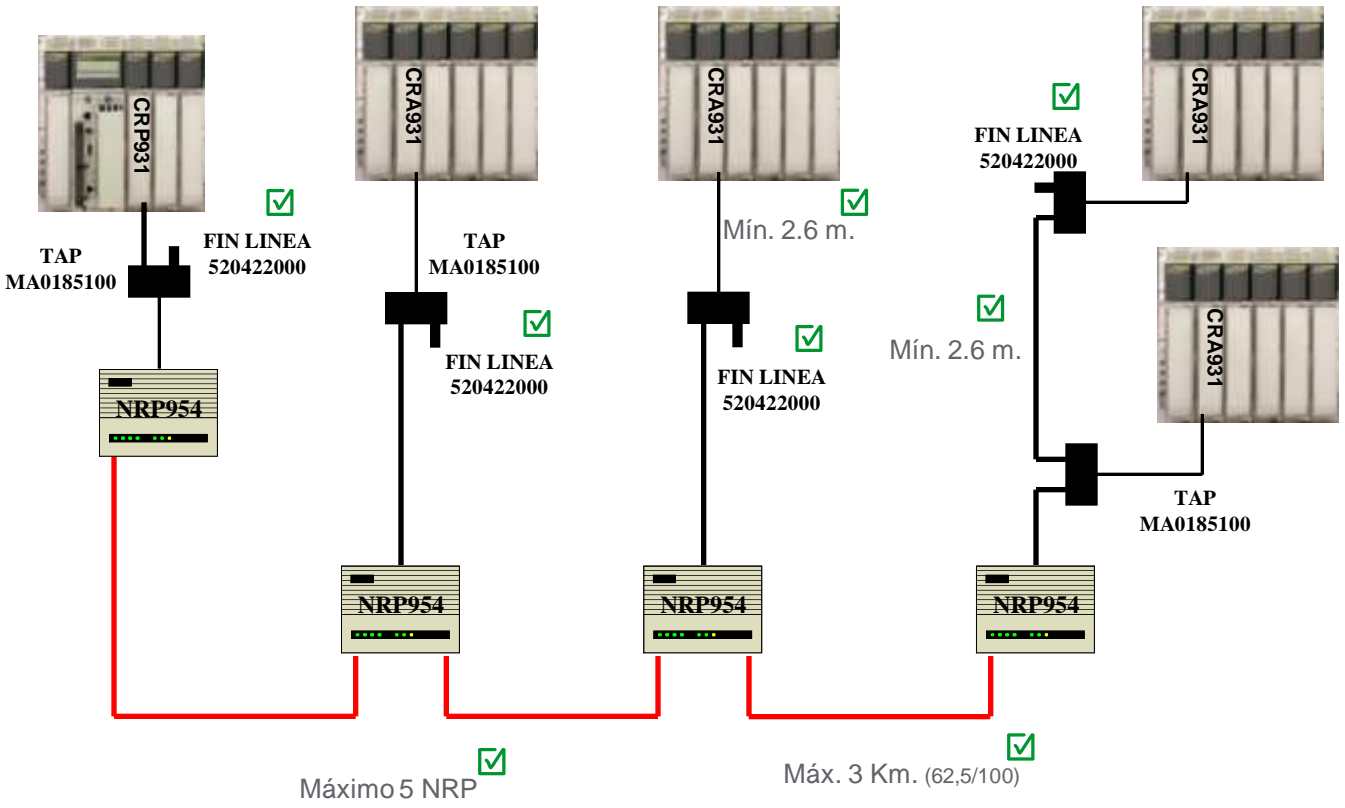 CRP931
CRA931
CRA931
CRA931
FIN LINEA
520422000
TAP
MA0185100
FIN LINEA
520422000
TAP
MA0185100
Mín. 2.6 m.
FIN LINEA
520422000
FIN LINEA
520422000
Mín. 2.6 m.
CRA931
TAP
MA0185100
NRP954
NRP954
NRP954
NRP954
Máximo 5 NRP
Máx. 3 Km. (62,5/100)